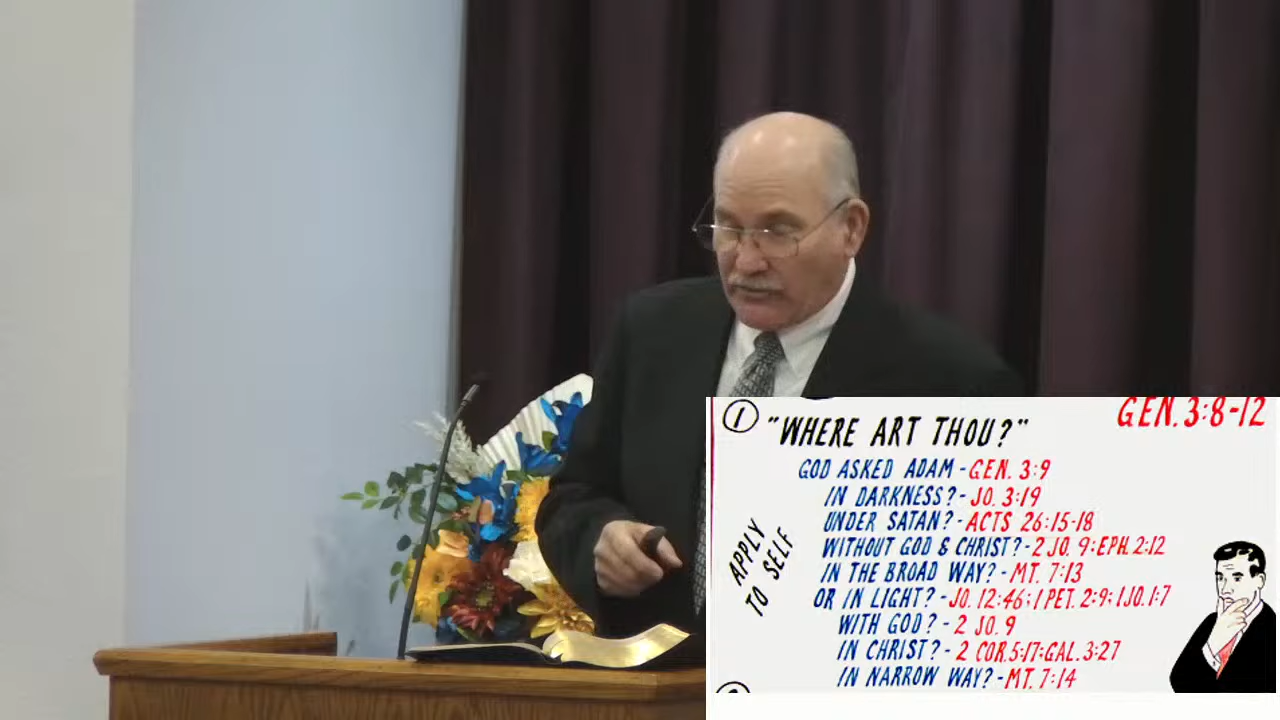 ① "WHERE ART THOU?" GEN. 3:8-12
GOD ASKED ADAM - GEN. 3:9
IN DARKNESS? - JO. 3:19
UNDER SATAN? - ACTS 26:15-18
WITHOUT GOD & CHRIST? - 2 JO. 9; EPH. 2:12
IN THE BROAD WAY? - MT. 7:13
OR IN LIGHT? - JO. 12:46; 1 PET. 2:9; 1 JO. 1:7
WITH GOD? - 2 JO. 9
IN CHRIST? - 2 COR. 5:17; GAL. 3:27
IN NARROW WAY? - MT. 7:14
APPLY
TO SELF